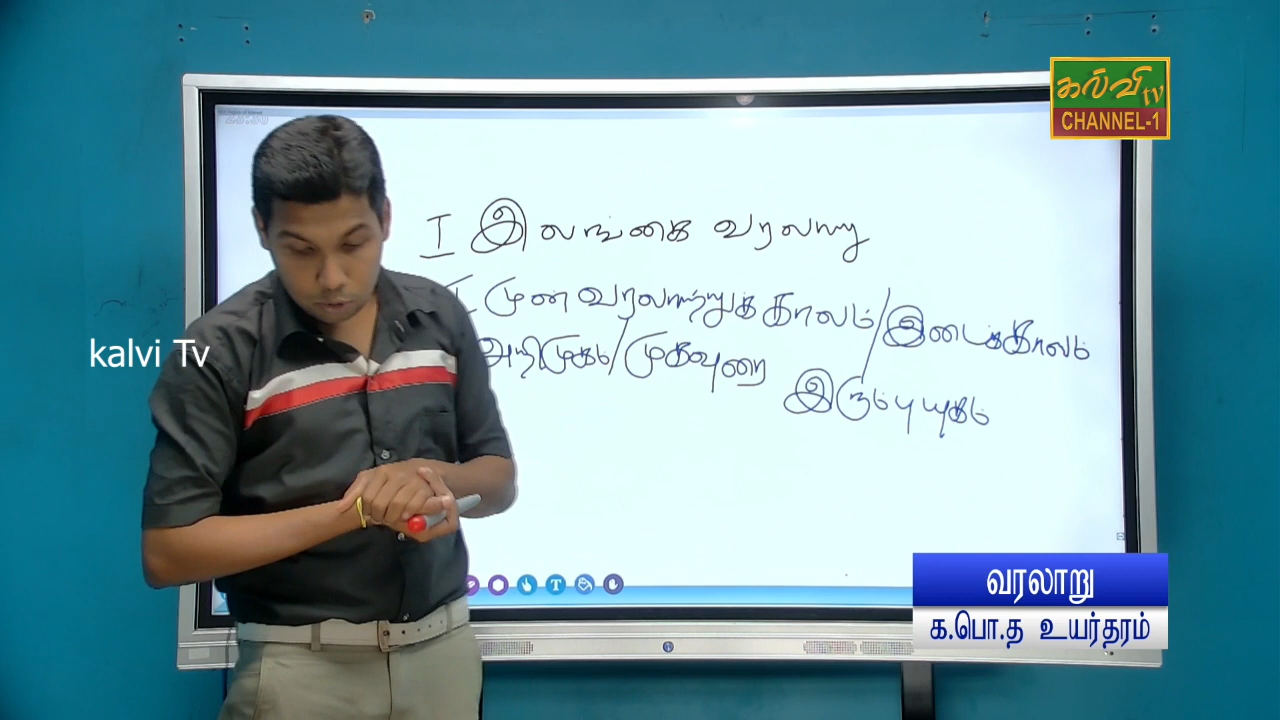 கல்வி TV
CHANNEL-1
I இலங்கை வரலாறு
முன வரலாற்றுக் காலம் / இடைக்காலம்
அறிமுகம் / முகவுரை
இரும்பு யுகம்
kalvi Tv
வரலாறு
க.பொ.த உயர்தரம்